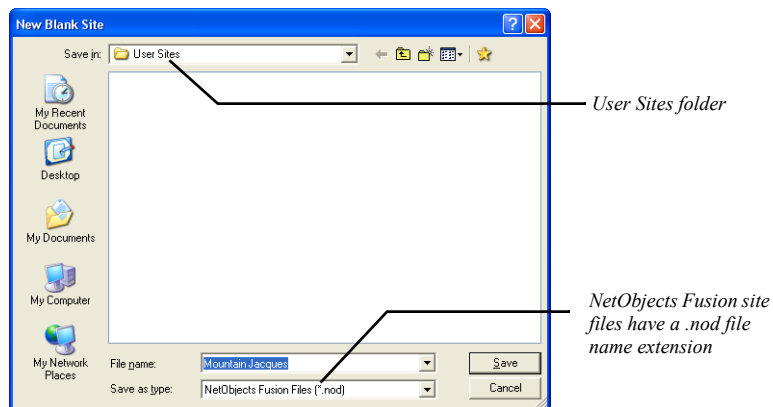 New Blank Site
Save in: User Sites
User Sites folder
My Recent
Documents
Desktop
My Documents
My Computer
NetObjects Fusion site
files have a .nod file
name extension
My Network
Places
File name: Mountain Jacques Save
Save as type: NetObjects Fusion Files (*.nod) Cancel